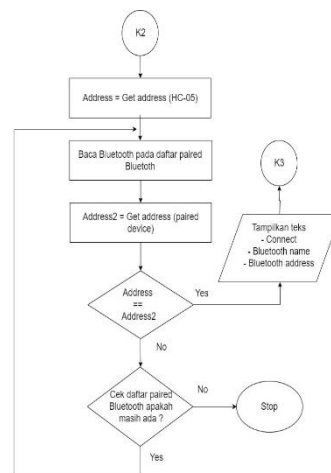 K2
Address = Get address (HC-05)
Baca Bluetooth pada daftar paired
Bluetoth
K3
Address2 = Get address (paired
device)
Tampilkan teks
- Connect
- Bluetooth name
- Bluetooth address
Address
==
Address2
Yes
No
Cek daftar paired
Bluetooth apakah
masih ada ?
No
Stop
Yes